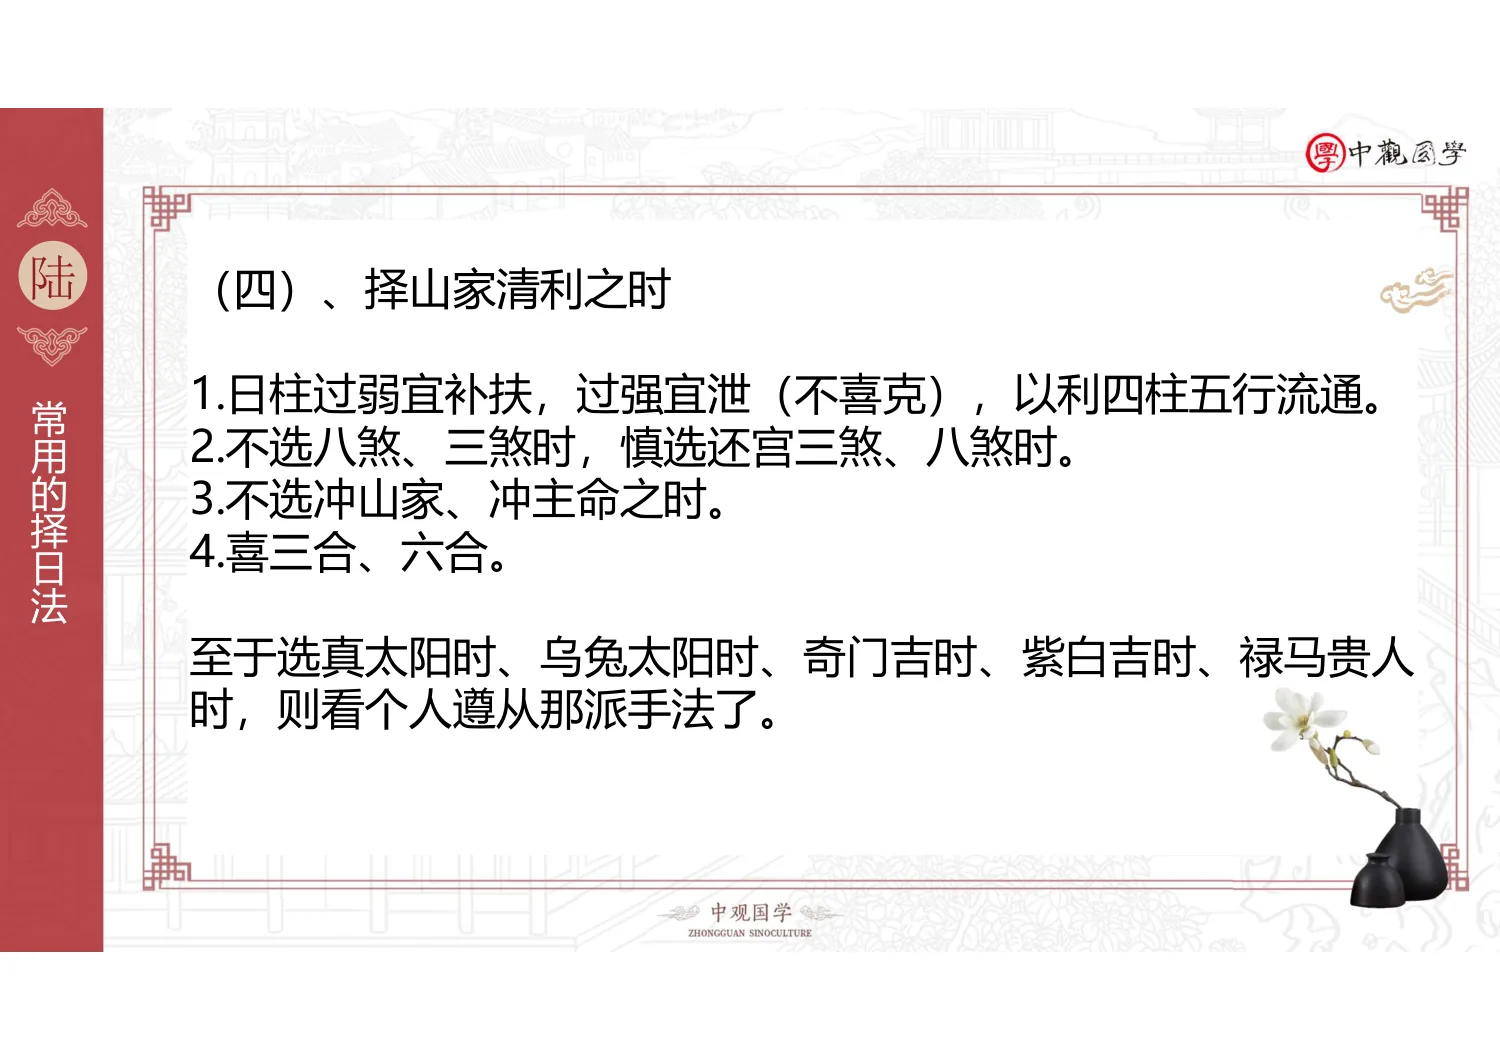 中觀国学
陆
常用的择日法
（四）、择山家清利之时
1.日柱过弱宜补扶，过强宜泄（不喜克），以利四柱五行流通。
2.不选八煞、三煞时，慎选还宫三煞、八煞时。
3.不选冲山家、冲主命之时。
4.喜三合、六合。
至于选真太阳时、乌兔太阳时、奇门吉时、紫白吉时、禄马贵人
时，则看个人遵从那派手法了。
中观国学
ZHONGGUAN SINOCULTURE